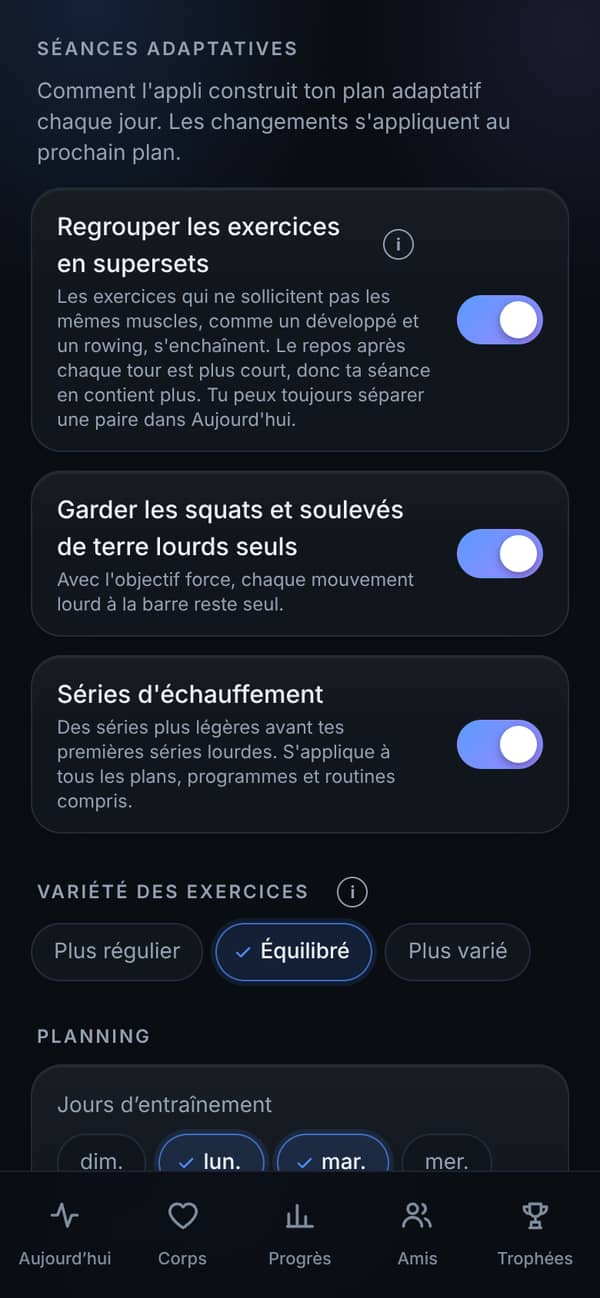 SÉANCES ADAPTATIVES
Comment l'appli construit ton plan adaptatif
chaque jour. Les changements s'appliquent au
prochain plan.
Regrouper les exercices
en supersets
Les exercices qui ne sollicitent pas les
mêmes muscles, comme un développé et
un rowing, s'enchaînent. Le repos après
chaque tour est plus court, donc ta séance
en contient plus. Tu peux toujours séparer
une paire dans Aujourd'hui.
Garder les squats et soulevés
de terre lourds seuls
Avec l'objectif force, chaque mouvement
lourd à la barre reste seul.
Séries d'échauffement
Des séries plus légères avant tes
premières séries lourdes. S'applique à
tous les plans, programmes et routines
compris.
VARIÉTÉ DES EXERCICES
Plus régulier Équilibré Plus varié
PLANNING
Jours d’entraînement
dim. lun. mar. mer.
Aujourd’hui Corps Progrès Amis Trophées